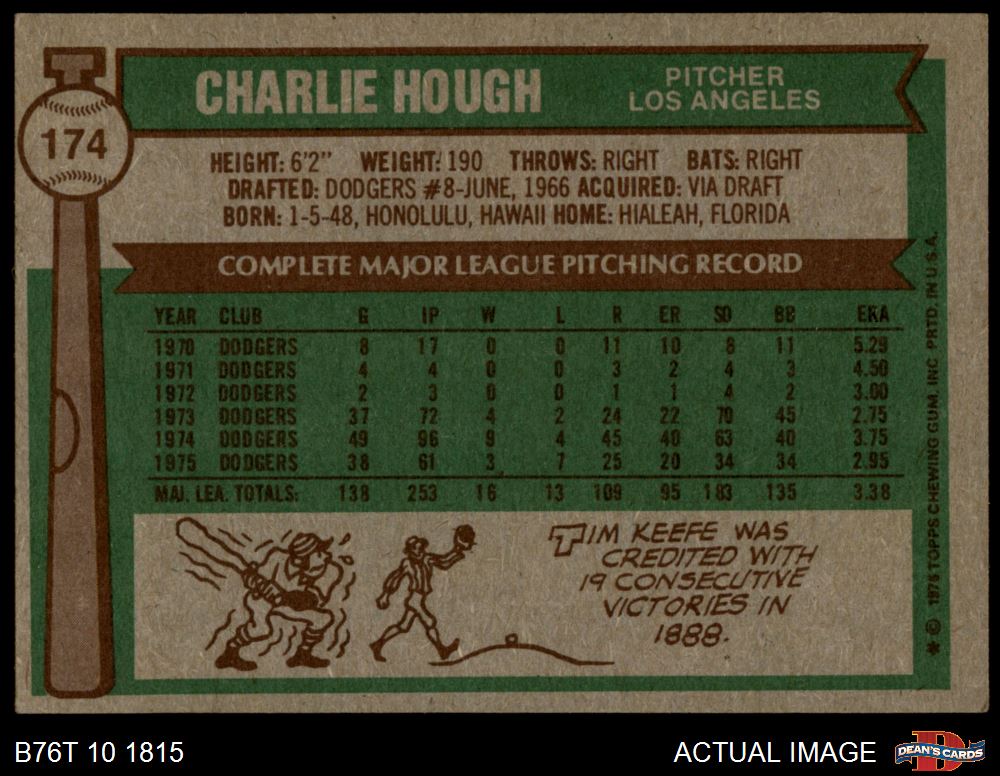 174
CHARLIE HOUGH
PITCHER
LOS ANGELES
HEIGHT: 6'2" WEIGHT: 190 THROWS: RIGHT BATS: RIGHT
DRAFTED: DODGERS #8-JUNE, 1966 ACQUIRED: VIA DRAFT
BORN: 1-5-48, HONOLULU, HAWAII HOME: HIALEAH, FLORIDA
COMPLETE MAJOR LEAGUE PITCHING RECORD
YEAR CLUB G IP W L R ER SO BB ERA
1970 DODGERS 8 17 0 0 11 10 8 11 5.29
1971 DODGERS 4 4 0 0 3 2 4 3 4.50
1972 DODGERS 2 3 0 0 1 1 4 2 3.00
1973 DODGERS 37 72 4 2 24 22 70 45 2.75
1974 DODGERS 49 96 9 4 45 40 63 40 3.75
1975 DODGERS 38 61 3 7 25 20 34 34 2.95
MAJ. LEA. TOTALS: 138 253 16 13 109 95 183 135 3.38
TIM KEEFE WAS
CREDITED WITH
19 CONSECUTIVE
VICTORIES IN
1888.
* © 1976 TOPPS CHEWING GUM, INC. PRTD. IN U.S.A.
B76T 10 1815
ACTUAL IMAGE
D
DEAN'S CARDS